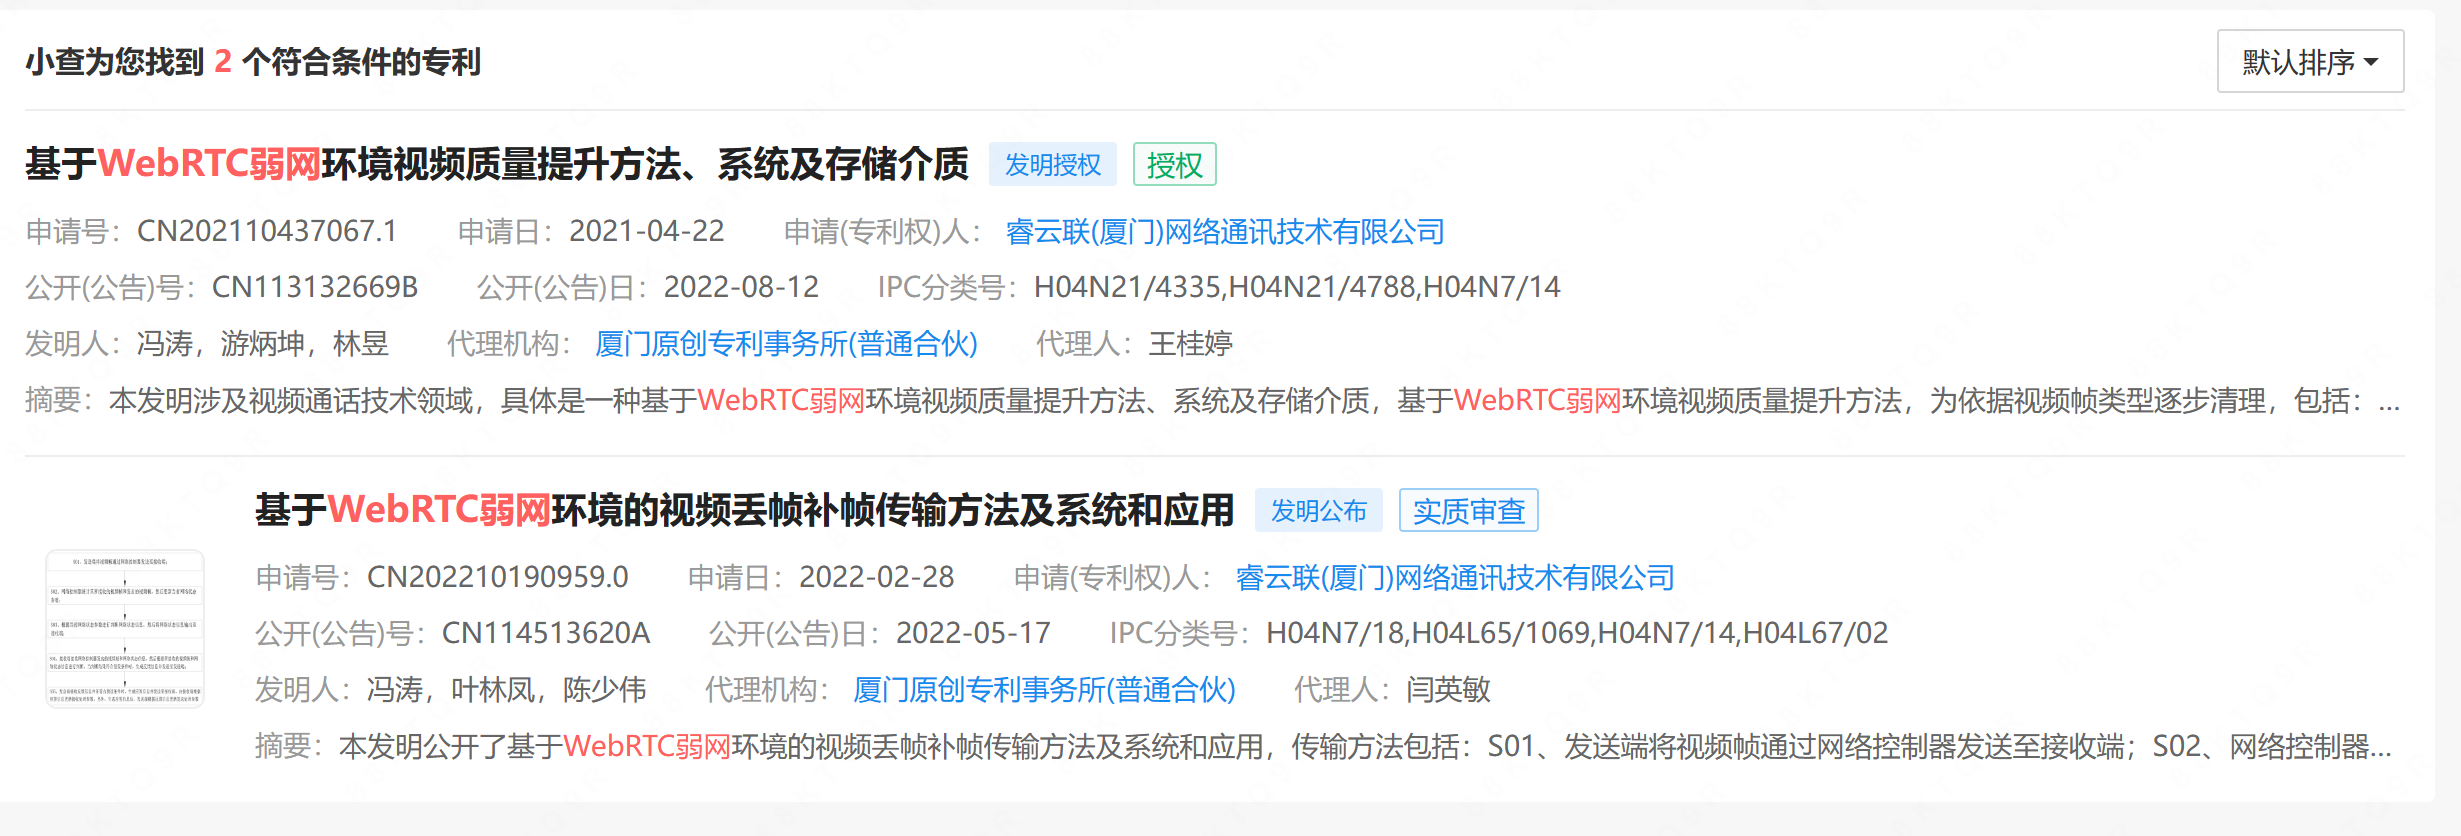 小查为您找到 2 个符合条件的专利
默认排序
基于WebRTC弱网环境视频质量提升方法、系统及存储介质 发明授权 授权
申请号：CN202110437067.1 申请日：2021-04-22 申请(专利权)人：睿云联(厦门)网络通讯技术有限公司
公开(公告)号：CN113132669B 公开(公告)日：2022-08-12 IPC分类号：H04N21/4335,H04N21/4788,H04N7/14
发明人：冯涛，游炳坤，林昱 代理机构：厦门原创专利事务所(普通合伙) 代理人：王桂婷
摘要：本发明涉及视频通话技术领域，具体是一种基于WebRTC弱网环境视频质量提升方法、系统及存储介质，基于WebRTC弱网环境视频质量提升方法，为依据视频帧类型逐步清理，包括：...
基于WebRTC弱网环境的视频丢帧补帧传输方法及系统和应用 发明公布 实质审查
申请号：CN202210190959.0 申请日：2022-02-28 申请(专利权)人：睿云联(厦门)网络通讯技术有限公司
公开(公告)号：CN114513620A 公开(公告)日：2022-05-17 IPC分类号：H04N7/18,H04L65/1069,H04N7/14,H04L67/02
发明人：冯涛，叶林凤，陈少伟 代理机构：厦门原创专利事务所(普通合伙) 代理人：闫英敏
摘要：本发明公开了基于WebRTC弱网环境的视频丢帧补帧传输方法及系统和应用，传输方法包括：S01、发送端将视频帧通过网络控制器发送至接收端；S02、网络控制器...